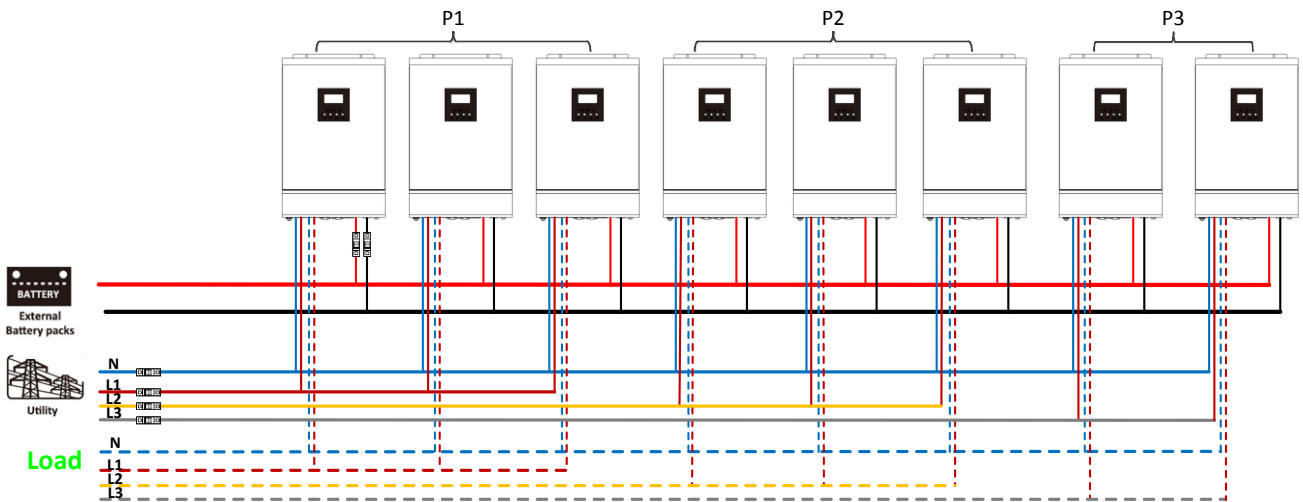 P1
P2
P3
BATTERY
External
Battery packs
Utility
N
L1
L2
L3
Load
N
L1
L2
L3